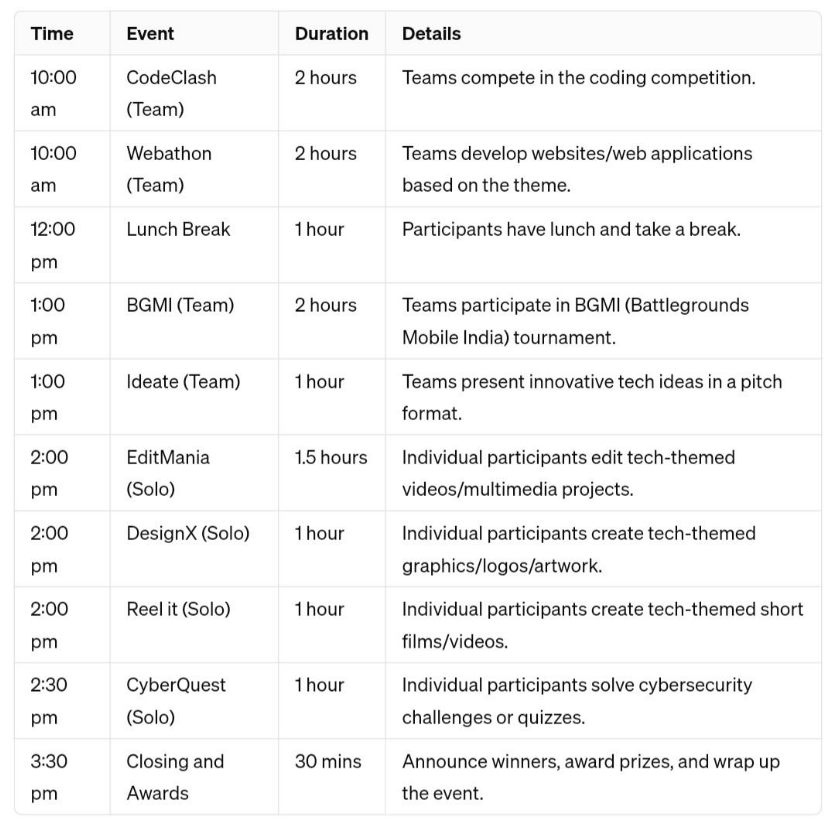 Time Event Duration Details
10:00 CodeClash 2 hours Teams compete in the coding competition.
am (Team)
10:00 Webathon 2 hours Teams develop websites/web applications
am (Team) based on the theme.
12:00 Lunch Break 1 hour Participants have lunch and take a break.
pm
1:00 BGMI (Team) 2 hours Teams participate in BGMI (Battlegrounds
pm Mobile India) tournament.
1:00 Ideate (Team) 1 hour Teams present innovative tech ideas in a pitch
pm format.
2:00 EditMania 1.5 hours Individual participants edit tech-themed
pm (Solo) videos/multimedia projects.
2:00 DesignX (Solo) 1 hour Individual participants create tech-themed
pm graphics/logos/artwork.
2:00 Reel it (Solo) 1 hour Individual participants create tech-themed short
pm films/videos.
2:30 CyberQuest 1 hour Individual participants solve cybersecurity
pm (Solo) challenges or quizzes.
3:30 Closing and 30 mins Announce winners, award prizes, and wrap up
pm Awards the event.